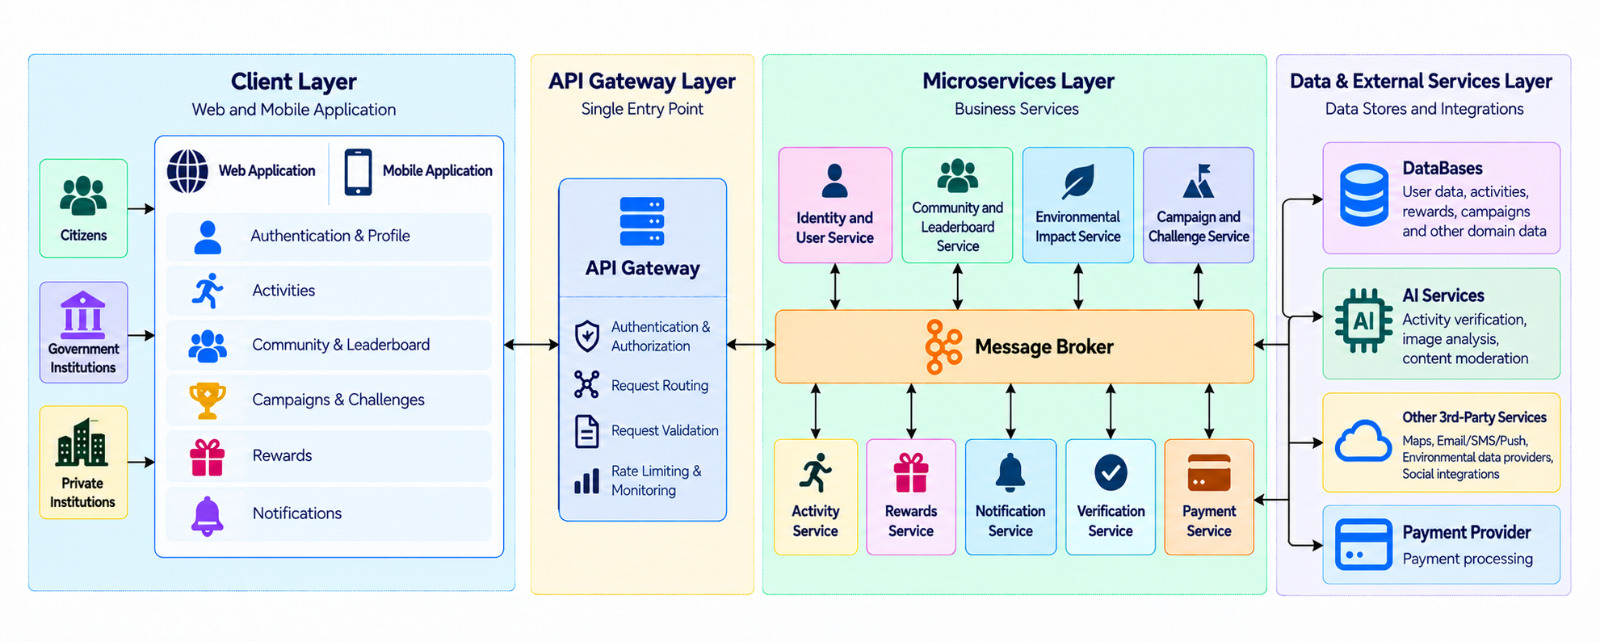 Client Layer
Web and Mobile Application
Citizens
Government
Institutions
Private
Institutions
Web Application
Mobile Application
Authentication & Profile
Activities
Community & Leaderboard
Campaigns & Challenges
Rewards
Notifications
API Gateway Layer
Single Entry Point
API Gateway
Authentication &
Authorization
Request Routing
Request Validation
Rate Limiting &
Monitoring
Microservices Layer
Business Services
Identity and
User Service
Community and
Leaderboard
Service
Environmental
Impact Service
Campaign and
Challenge Service
Message Broker
Activity
Service
Rewards
Service
Notification
Service
Verification
Service
Payment
Service
Data & External Services Layer
Data Stores and Integrations
DataBases
User data, activities,
rewards, campaigns
and other domain data
AI
AI Services
Activity verification,
image analysis,
content moderation
Other 3rd-Party Services
Maps, Email/SMS/Push,
Environmental data providers,
Social integrations
Payment Provider
Payment processing